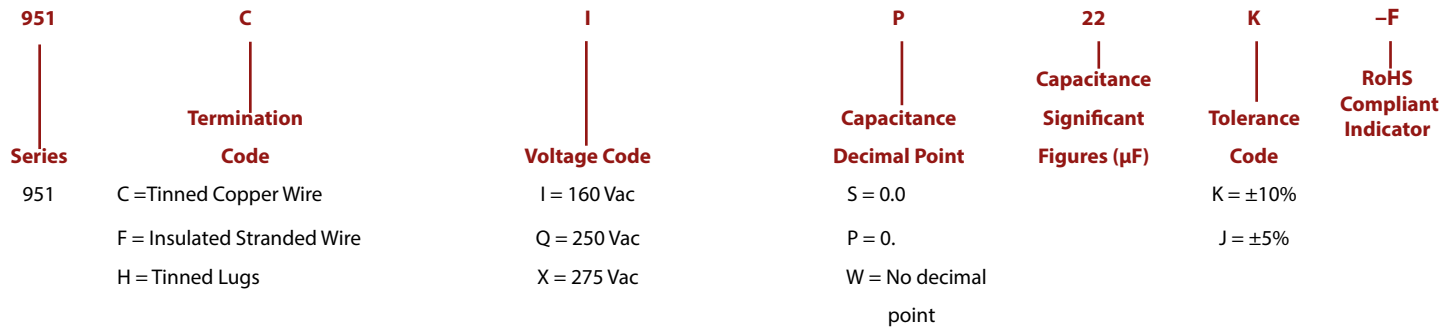 951 C I P 22 K –F
Capacitance RoHS
Compliant
Termination Capacitance Significant Tolerance Indicator
Series Code Voltage Code Decimal Point Figures (µF) Code
951 C =Tinned Copper Wire I = 160 Vac S = 0.0 K = ±10%
F = Insulated Stranded Wire Q = 250 Vac P = 0. J = ±5%
H = Tinned Lugs X = 275 Vac W = No decimal
point